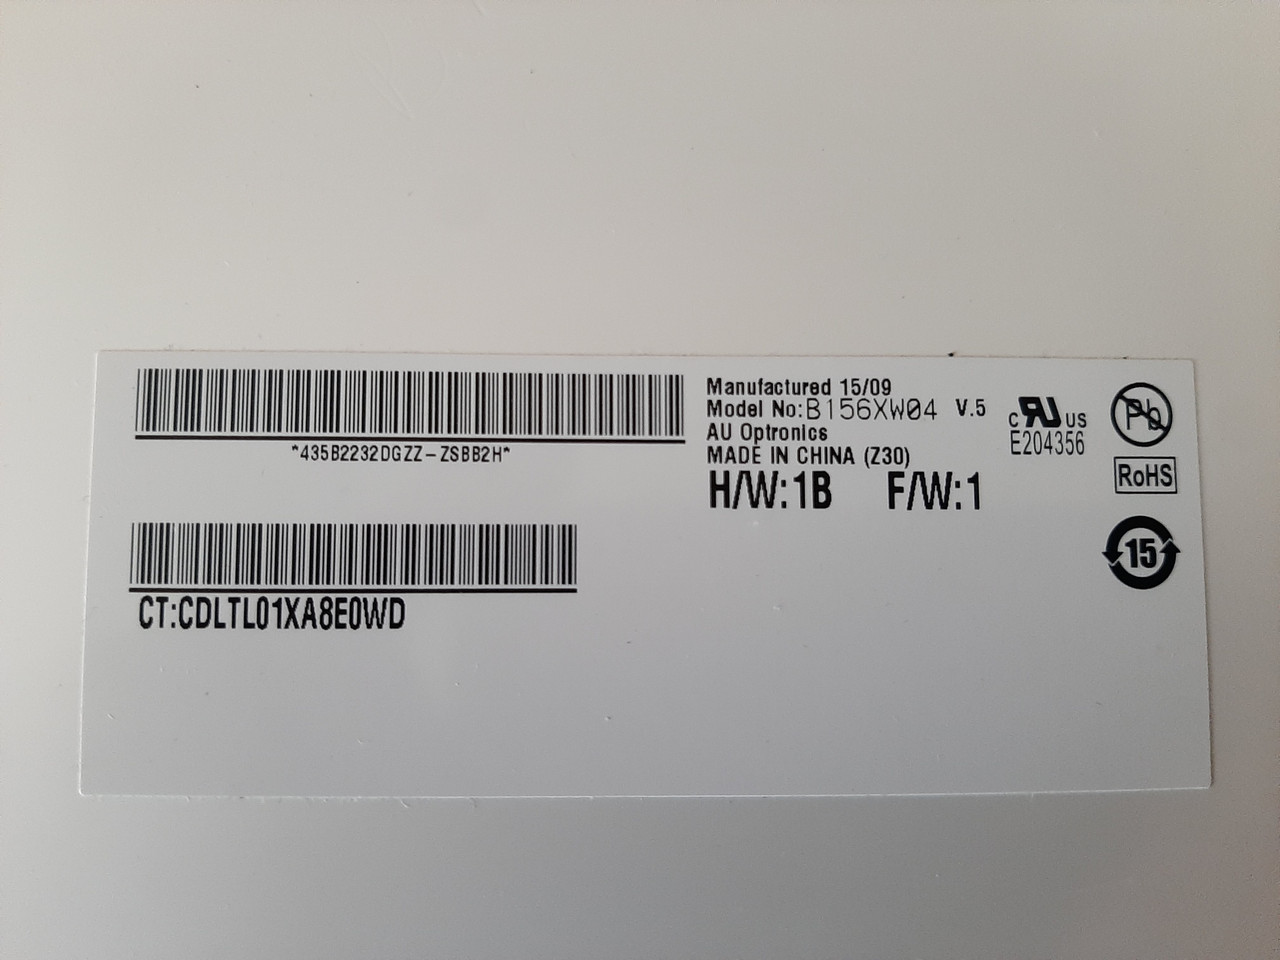 *435B2232DGZZ-ZSBB2H*
CT:CDLTL01XA8E0WD
Manufactured 15/09
Model No:B156XW04 V.5
AU Optronics
MADE IN CHINA (Z30)
H/W:1B F/W:1
c RU US
E204356
Pb
RoHS
15